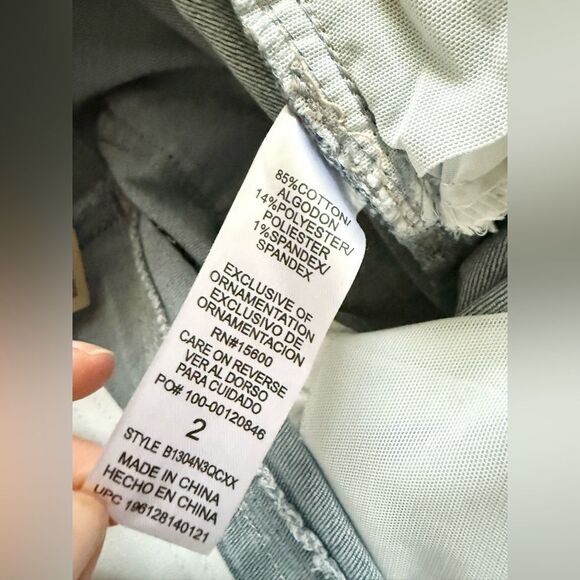 85%COTTON/
ALGODON
14%POLYESTER/
POLIESTER
1%SPANDEX/
SPANDEX
EXCLUSIVE OF
ORNAMENTATION
EXCLUSIVO DE
ORNAMENTACION
RN#15600
CARE ON REVERSE
VER AL DORSO
PARA CUIDADO
PO# 100-00120846
2
STYLE B1304N3QCXX
MADE IN CHINA
HECHO EN CHINA
UPC 196128140121